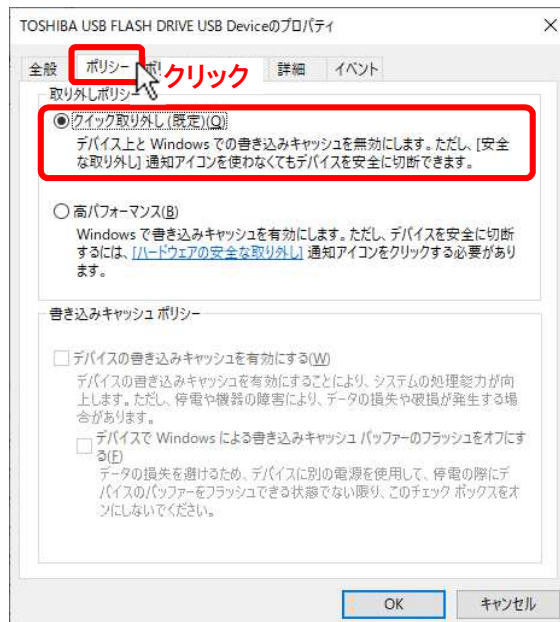 TOSHIBA USB FLASH DRIVE USB Deviceのプロパティ
全般 ポリシー 詳細 イベント
クリック
取り外しポリシー
クイック取り外し(既定)(Q)
デバイス上と Windows での書き込みキャッシュを無効にします。ただし、[安全
な取り外し] 通知アイコンを使わなくてもデバイスを安全に切断できます。
高パフォーマンス(B)
Windows で書き込みキャッシュを有効にします。ただし、デバイスを安全に切断
するには、[ハードウェアの安全な取り外し] 通知アイコンをクリックする必要があり
ます。
書き込みキャッシュ ポリシー
デバイスの書き込みキャッシュを有効にする(W)
デバイスの書き込みキャッシュを有効にすることにより、システムの処理能力が向
上します。ただし、停電や機器の障害により、データの損失や破損が発生する場
合があります。
デバイスで Windows による書き込みキャッシュ バッファーのフラッシュをオフにす
る(F)
データの損失を避けるため、デバイスに別の電源を使用して、停電の際にデ
バイスのバッファーをフラッシュできる状態でない限り、このチェック ボックスをオ
ンにしないでください。
OK キャンセル